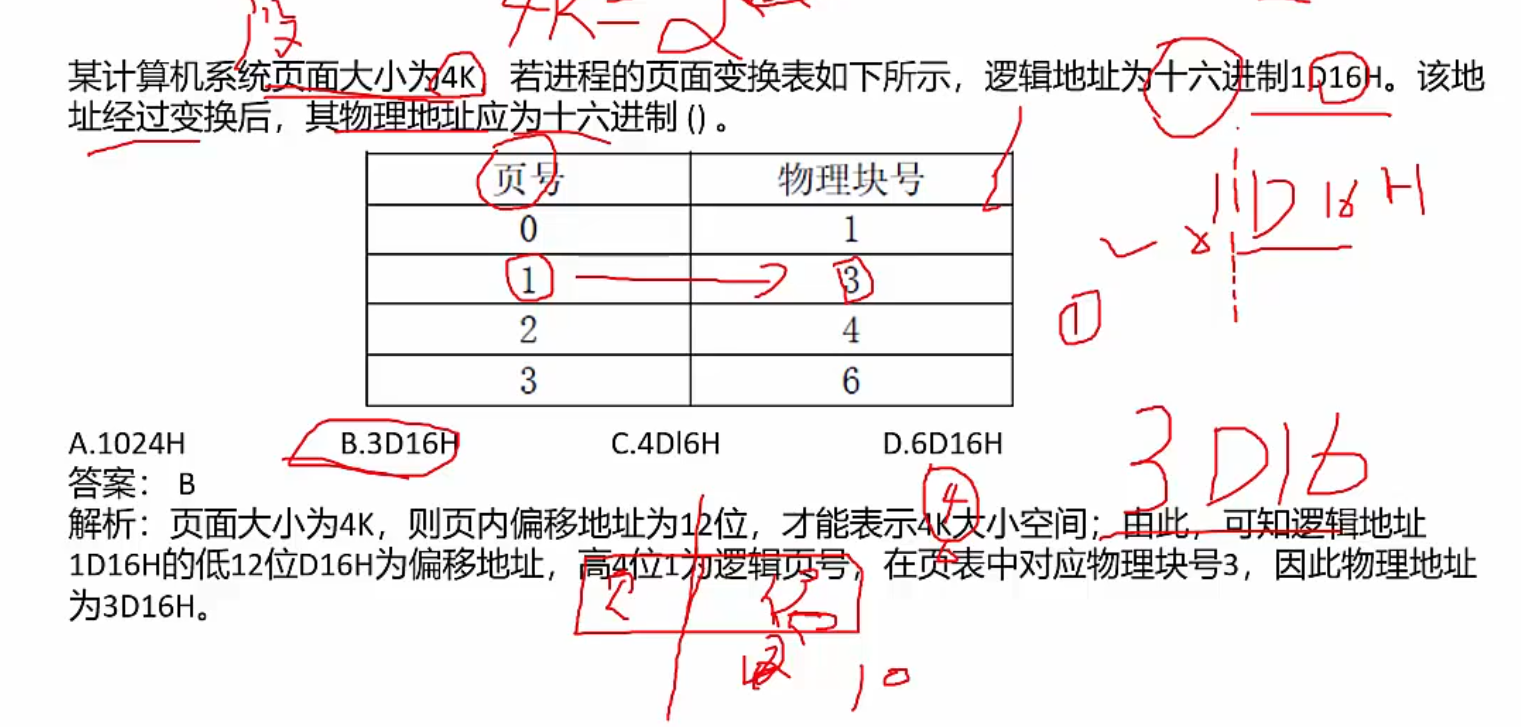 4K=2
某计算机系统页面大小为4K，若进程的页面变换表如下所示，逻辑地址为十六进制1D16H。该地
址经过变换后，其物理地址应为十六进制 () 。
页号 物理块号
0 1
1 3
2 4
3 6
1D16H
1
3D16
A.1024H B.3D16H C.4Dl6H D.6D16H
答案： B
解析：页面大小为4K，则页内偏移地址为12位，才能表示4K大小空间；由此，可知逻辑地址
1D16H的低12位D16H为偏移地址，高4位1为逻辑页号，在页表中对应物理块号3，因此物理地址
为3D16H。
10